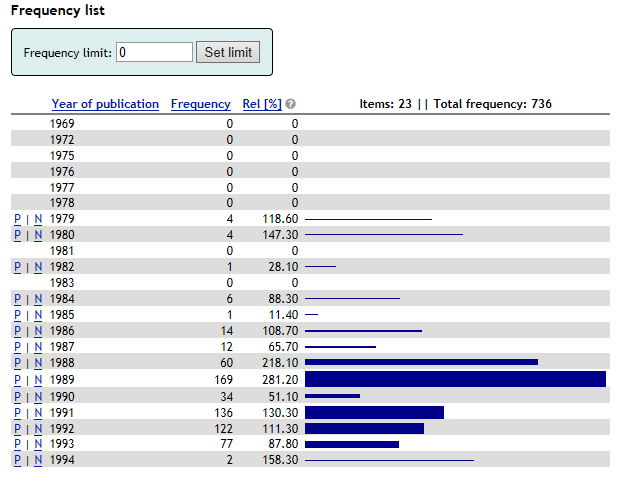 Frequency list
Frequency limit: 0 Set limit
Year of publication Frequency Rel [%] ? Items: 23 || Total frequency: 736
1969 0 0
1972 0 0
1975 0 0
1976 0 0
1977 0 0
1978 0 0
P | N 1979 4 118.60
P | N 1980 4 147.30
1981 0 0
P | N 1982 1 28.10
1983 0 0
P | N 1984 6 88.30
P | N 1985 1 11.40
P | N 1986 14 108.70
P | N 1987 12 65.70
P | N 1988 60 218.10
P | N 1989 169 281.20
P | N 1990 34 51.10
P | N 1991 136 130.30
P | N 1992 122 111.30
P | N 1993 77 87.80
P | N 1994 2 158.30